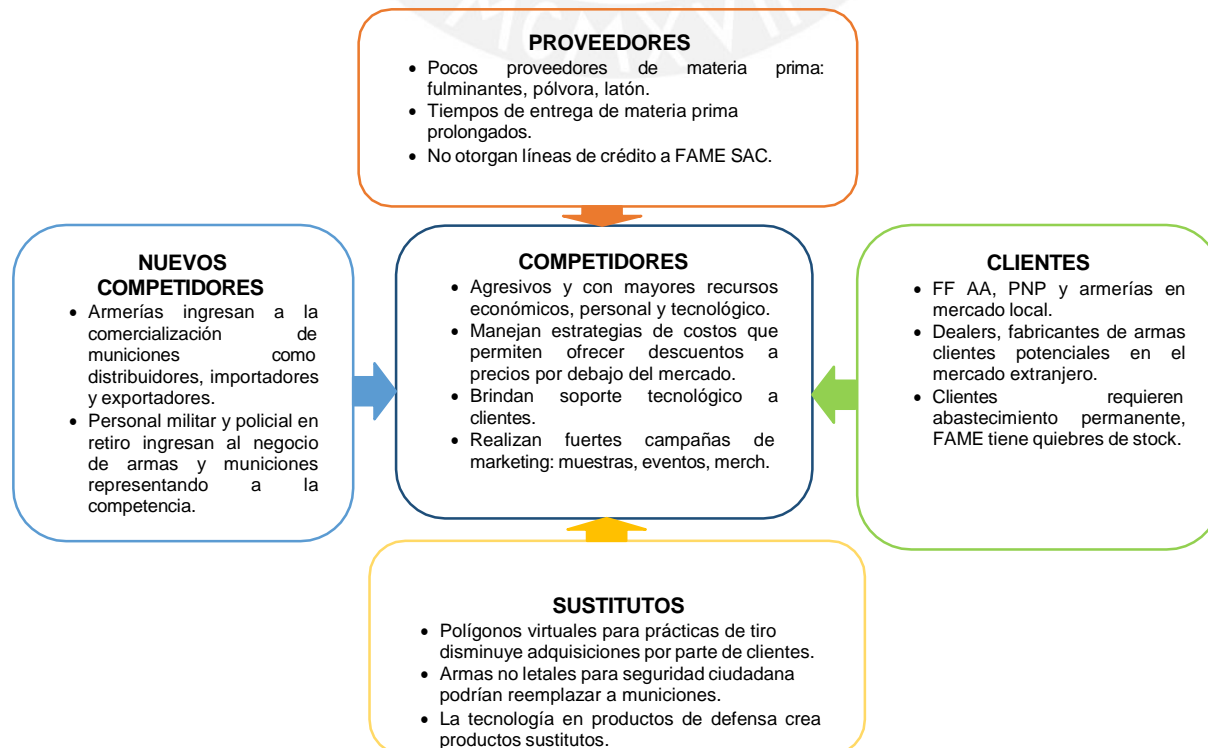 MCMXVII
PROVEEDORES
• Pocos proveedores de materia prima:
fulminantes, pólvora, latón.
• Tiempos de entrega de materia prima
prolongados.
• No otorgan líneas de crédito a FAME SAC.
NUEVOS
COMPETIDORES
• Armerías ingresan a la
comercialización de
municiones como
distribuidores, importadores
y exportadores.
• Personal militar y policial en
retiro ingresan al negocio
de armas y municiones
representando a la
competencia.
COMPETIDORES
• Agresivos y con mayores recursos
económicos, personal y tecnológico.
• Manejan estrategias de costos que
permiten ofrecer descuentos a
precios por debajo del mercado.
• Brindan soporte tecnológico a
clientes.
• Realizan fuertes campañas de
marketing: muestras, eventos, merch.
CLIENTES
• FF AA, PNP y armerías en
mercado local.
• Dealers, fabricantes de armas
clientes potenciales en el
mercado extranjero.
• Clientes requieren
abastecimiento permanente,
FAME tiene quiebres de stock.
SUSTITUTOS
• Polígonos virtuales para prácticas de tiro
disminuye adquisiciones por parte de clientes.
• Armas no letales para seguridad ciudadana
podrían reemplazar a municiones.
• La tecnología en productos de defensa crea
productos sustitutos.